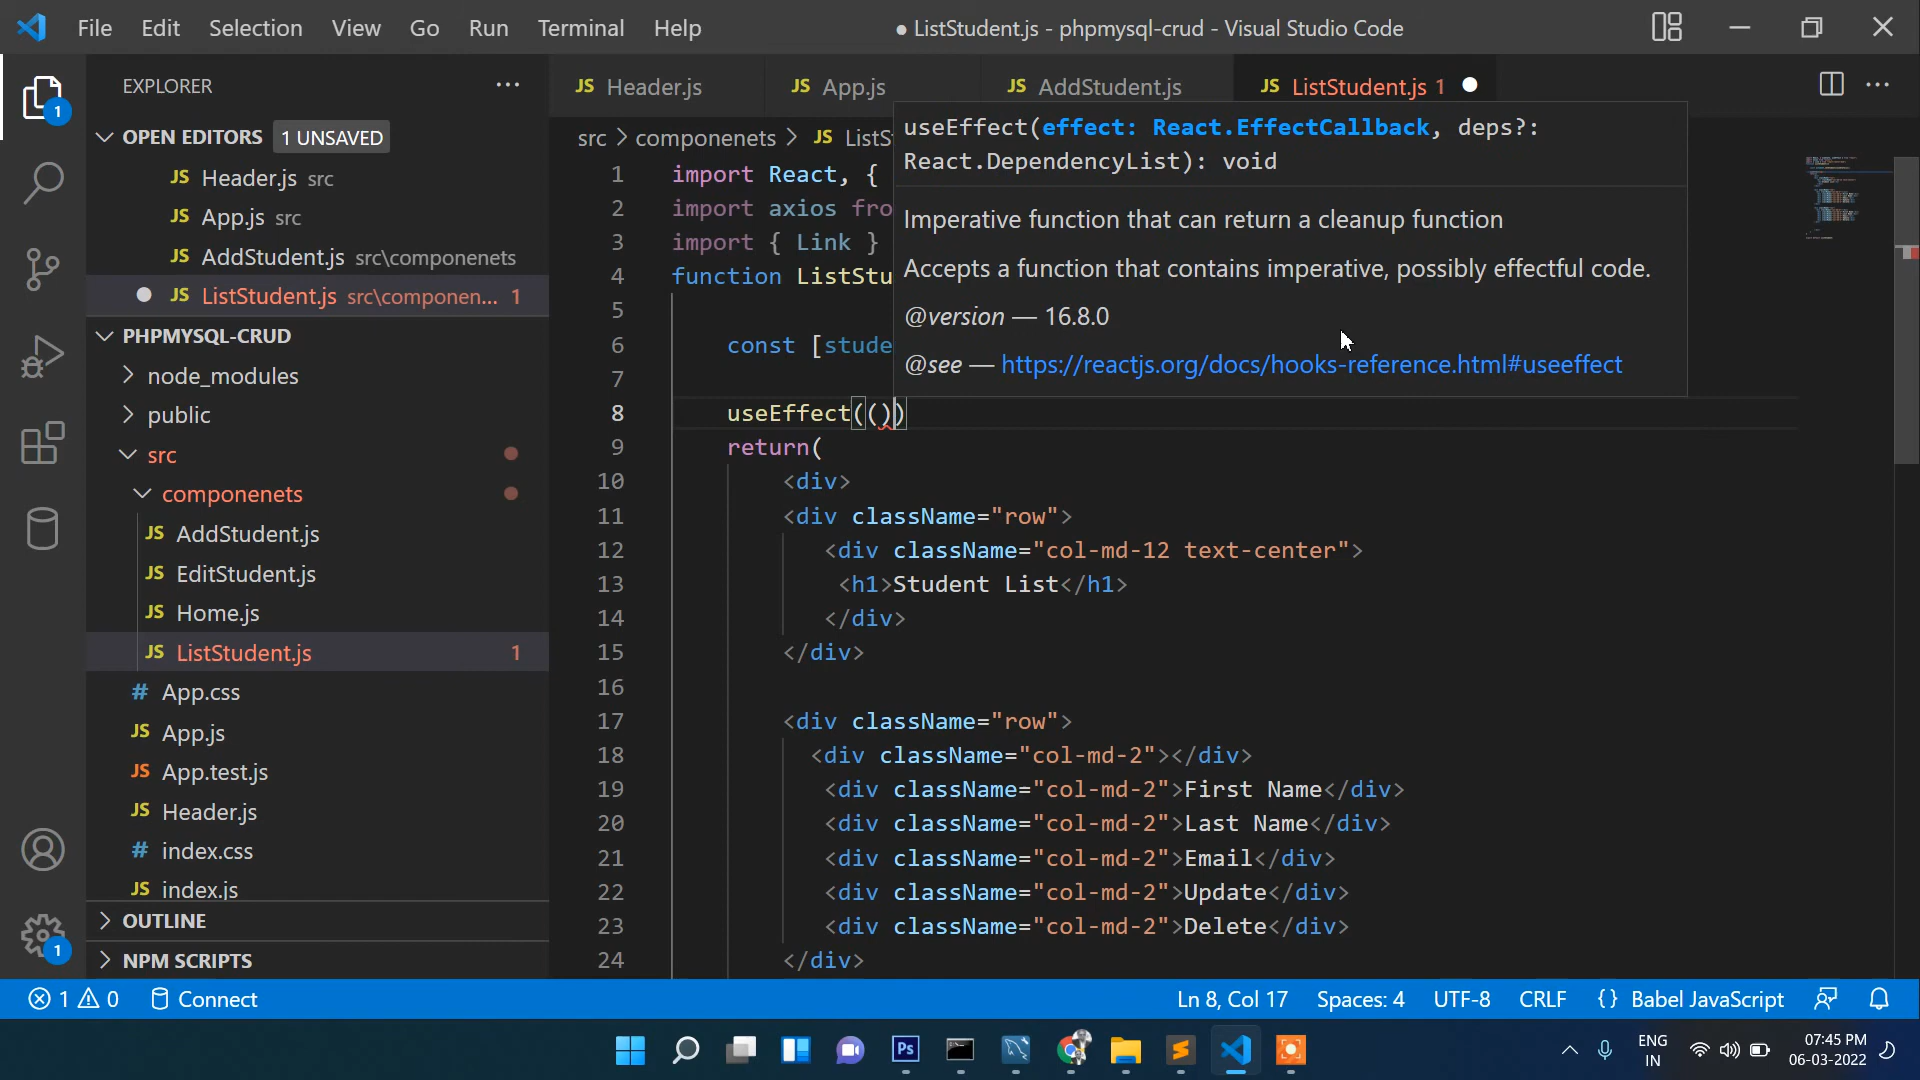 File Edit Selection View Go Run Terminal Help
● ListStudent.js - phpmysql-crud - Visual Studio Code
EXPLORER
OPEN EDITORS 1 UNSAVED
JS Header.js src
JS App.js src
JS AddStudent.js src\componenets
JS ListStudent.js src\componen... 1
PHPMYSQL-CRUD
node_modules
public
src
componenets
JS AddStudent.js
JS EditStudent.js
JS Home.js
JS ListStudent.js 1
# App.css
JS App.js
JS App.test.js
JS Header.js
# index.css
JS index.js
OUTLINE
NPM SCRIPTS
1
1
JS Header.js JS App.js JS AddStudent.js JS ListStudent.js 1
src > componenets > JS ListS
useEffect(effect: React.EffectCallback, deps?:
React.DependencyList): void
Imperative function that can return a cleanup function
Accepts a function that contains imperative, possibly effectful code.
@version — 16.8.0
@see — https://reactjs.org/docs/hooks-reference.html#useeffect
1 import React, {
2 import axios fro
3 import { Link }
4 function ListStu
5
6 const [stude
7
8 useEffect(())
9 return(
10 <div>
11 <div className="row">
12 <div className="col-md-12 text-center">
13 <h1>Student List</h1>
14 </div>
15 </div>
16
17 <div className="row">
18 <div className="col-md-2"></div>
19 <div className="col-md-2">First Name</div>
20 <div className="col-md-2">Last Name</div>
21 <div className="col-md-2">Email</div>
22 <div className="col-md-2">Update</div>
23 <div className="col-md-2">Delete</div>
24 </div>
1 0 Connect
Ln 8, Col 17 Spaces: 4 UTF-8 CRLF {} Babel JavaScript
Ps
ENG
IN
07:45 PM
06-03-2022